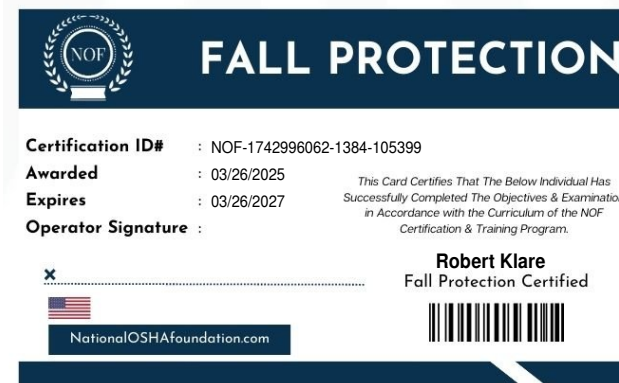 NOF
FALL PROTECTION
Certification ID# : NOF-1742996062-1384-105399
Awarded : 03/26/2025
Expires : 03/26/2027
Operator Signature :
This Card Certifies That The Below Individual Has
Successfully Completed The Objectives & Examination
in Accordance with the Curriculum of the NOF
Certification & Training Program.
Robert Klare
Fall Protection Certified
x
NationalOSHAfoundation.com